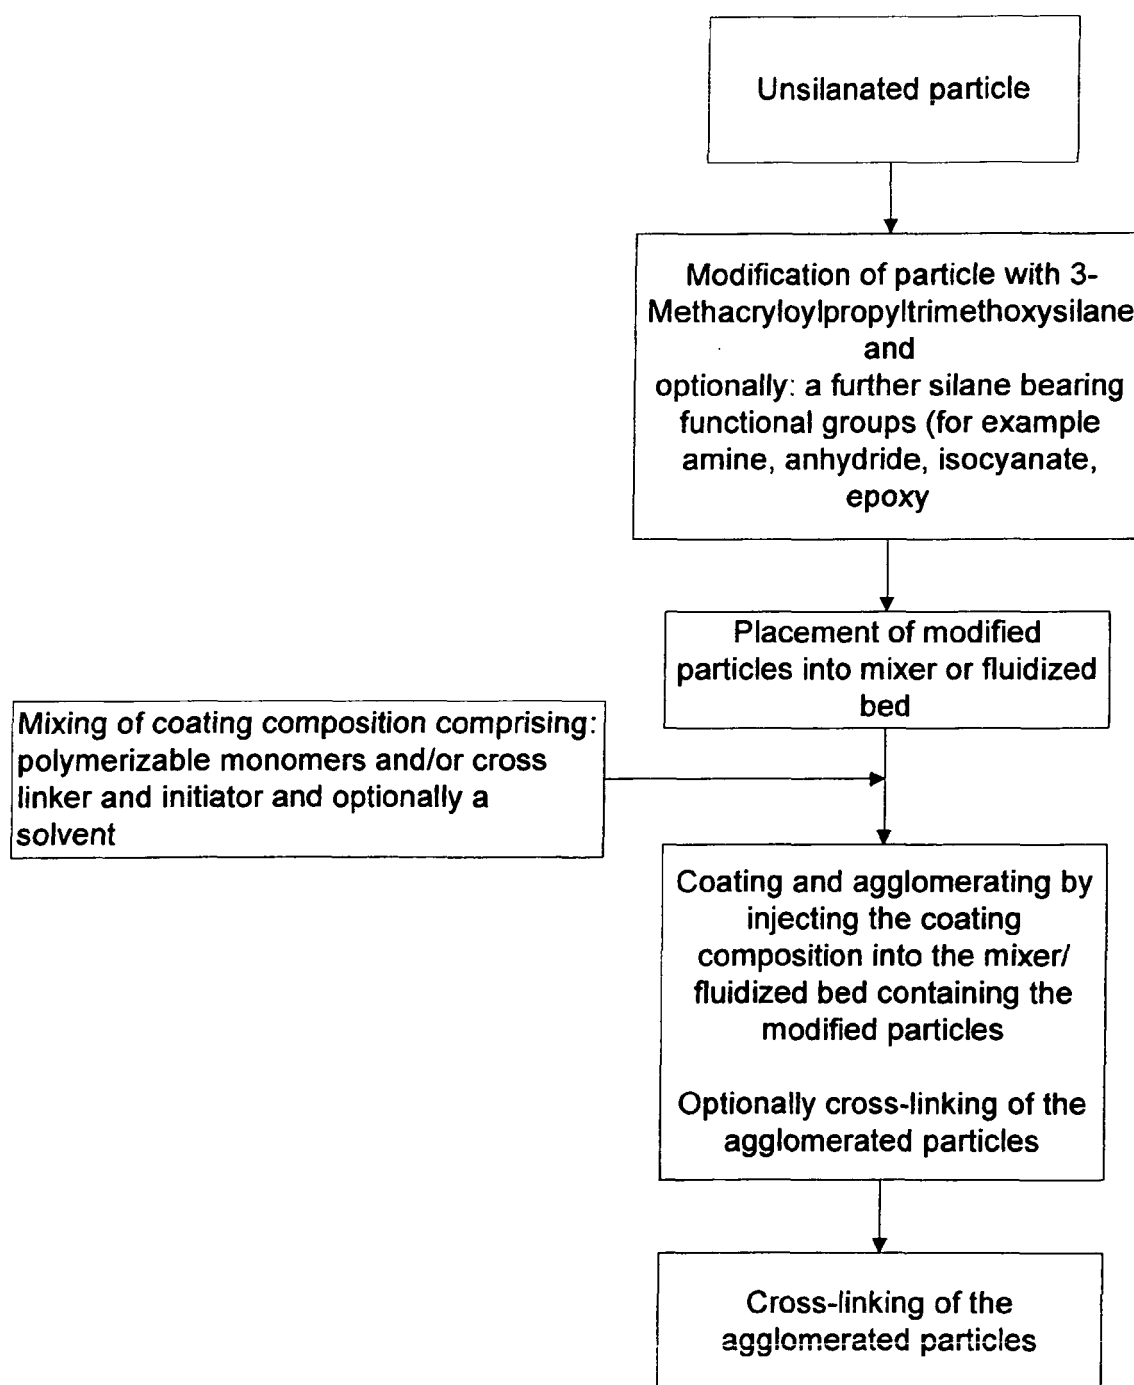 Unsilanated particle
Modification of particle with 3-
Methacryloylpropyltrimethoxysilane
and
optionally: a further silane bearing
functional groups (for example
amine, anhydride, isocyanate,
epoxy
Placement of modified
particles into mixer or fluidized
bed
Mixing of coating composition comprising:
polymerizable monomers and/or cross
linker and initiator and optionally a
solvent
Coating and agglomerating by
injecting the coating
composition into the mixer/
fluidized bed containing the
modified particles
Optionally cross-linking of the
agglomerated particles
Cross-linking of the
agglomerated particles